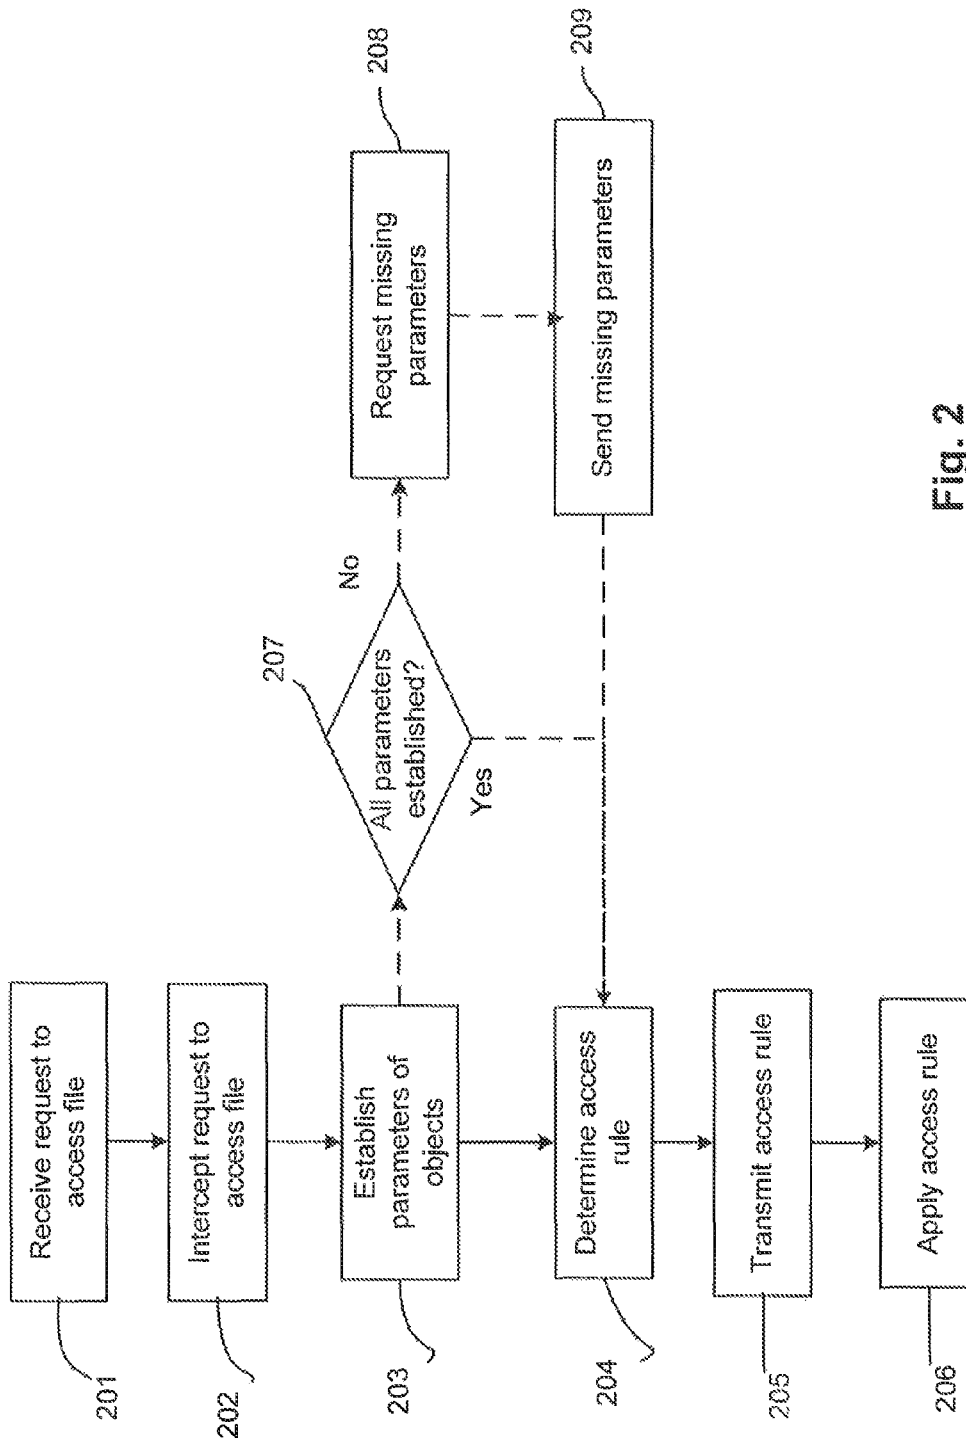 201
Receive request to
access file
202
Intercept request to
access file
203
Establish
parameters of
objects
207
All parameters
established?
No
Yes
208
Request missing
parameters
209
Send missing parameters
204
Determine access
rule
205
Transmit access rule
206
Apply access rule
Fig. 2